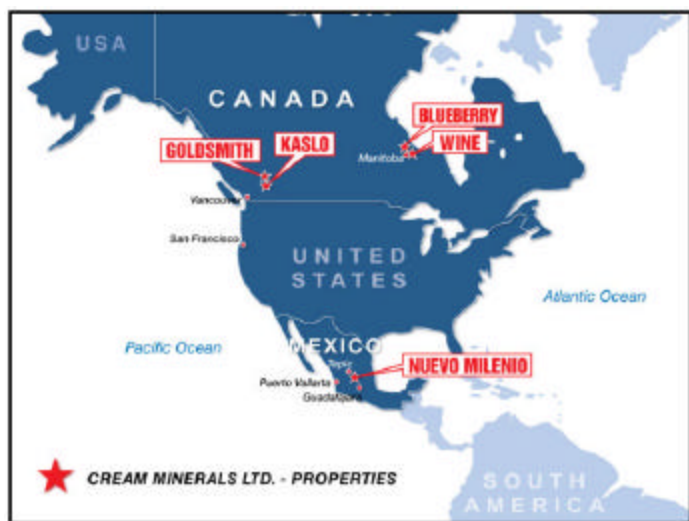 USA
CANADA
BLUEBERRY
GOLDSMITH
KASLO
WINE
Manitoba
Vancouver
San Francisco
UNITED
STATES
Atlantic Ocean
Pacific Ocean
MEXICO
Tepic
NUEVO MILENIO
Puerto Vallarta
Guadalajara
CREAM MINERALS LTD. - PROPERTIES
SOUTH
AMERICA